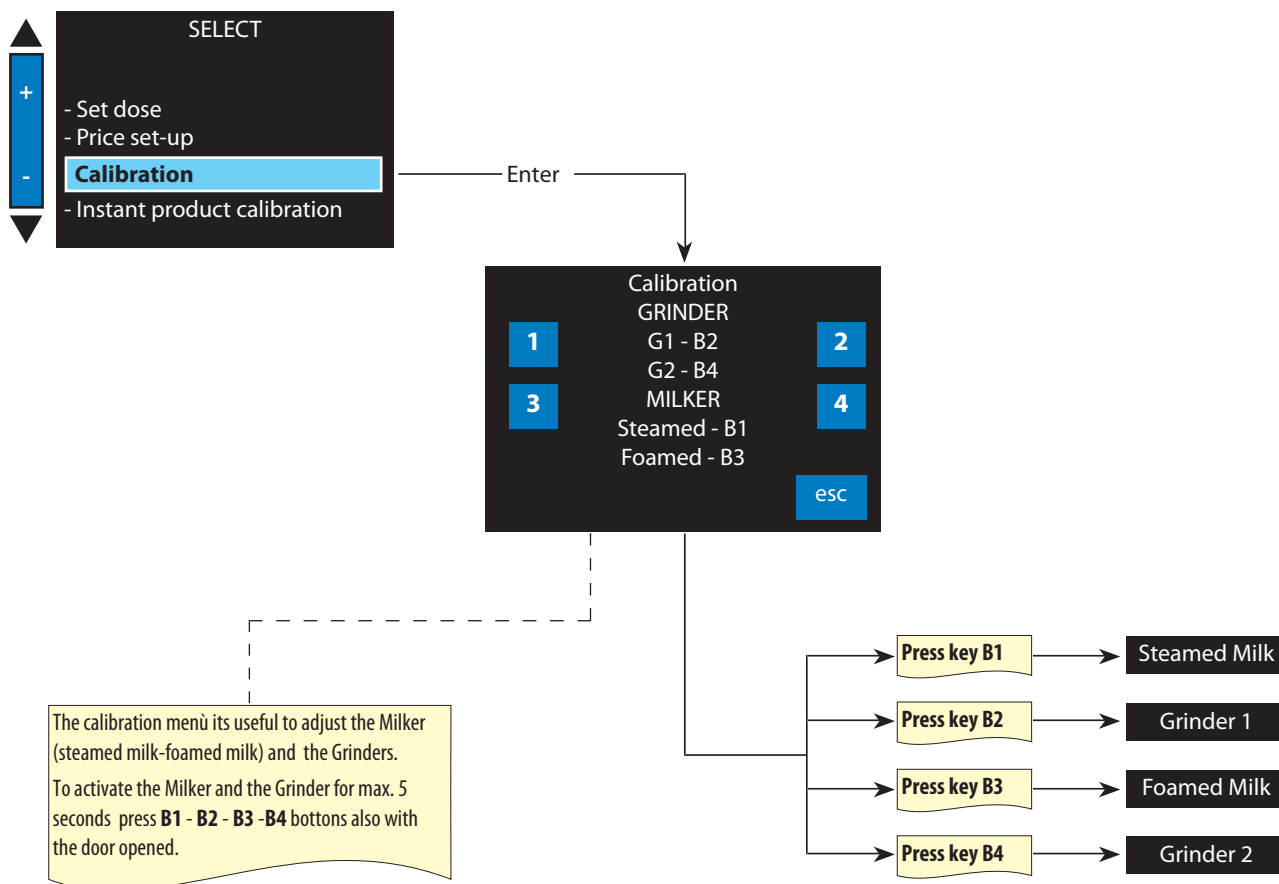 SELECT
+
-
- Set dose
- Price set-up
Calibration
- Instant product calibration
Enter
Calibration
GRINDER
1
G1 - B2
2
G2 - B4
3
MILKER
4
Steamed - B1
Foamed - B3
esc
Press key B1
Steamed Milk
Press key B2
Grinder 1
Press key B3
Foamed Milk
Press key B4
Grinder 2
The calibration menù its useful to adjust the Milker
(steamed milk-foamed milk) and the Grinders.
To activate the Milker and the Grinder for max. 5
seconds press B1 - B2 - B3 -B4 bottons also with
the door opened.